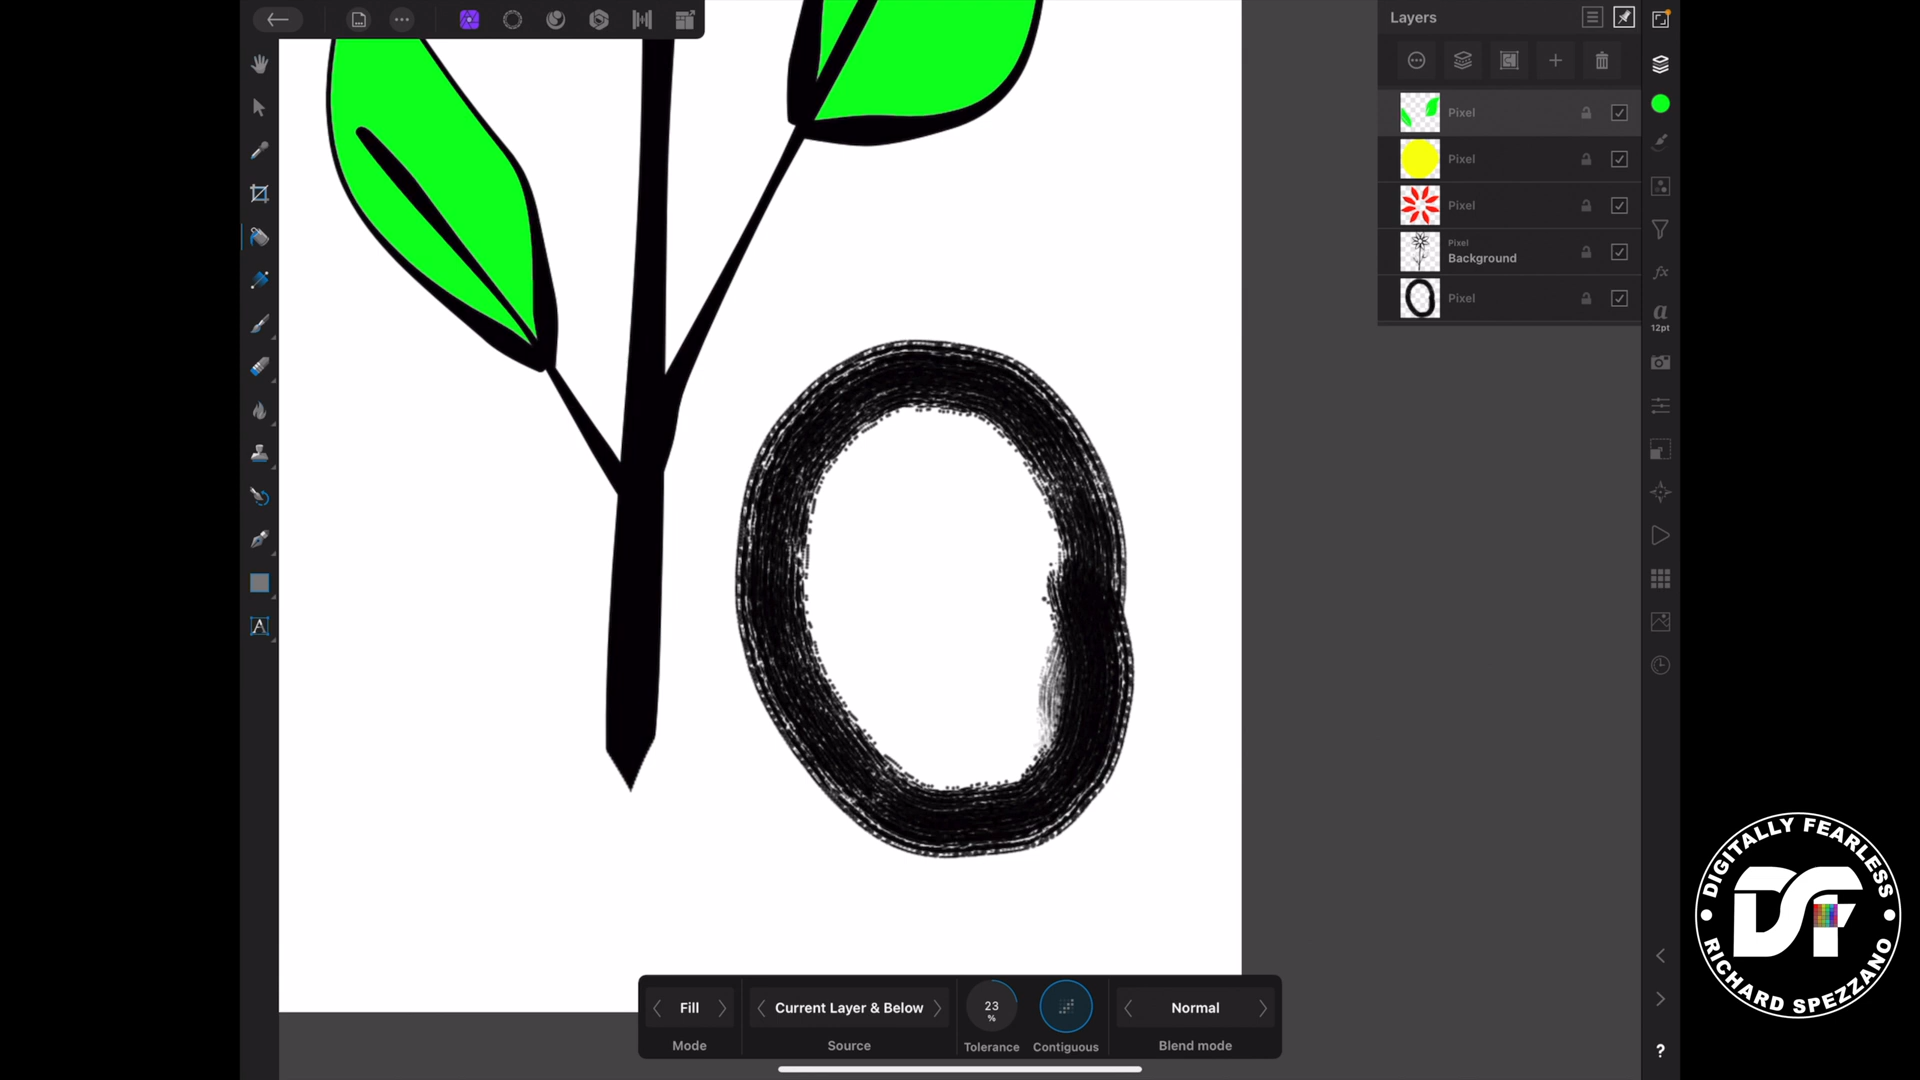 Layers
Pixel
Pixel
Pixel
Pixel
Background
Pixel
a
12pt
A
Fill
Mode
Current Layer & Below
Source
23
%
Tolerance
Contiguous
Normal
Blend mode
?
DIGITALLY FEARLESS
DF
RICHARD SPEZZANO